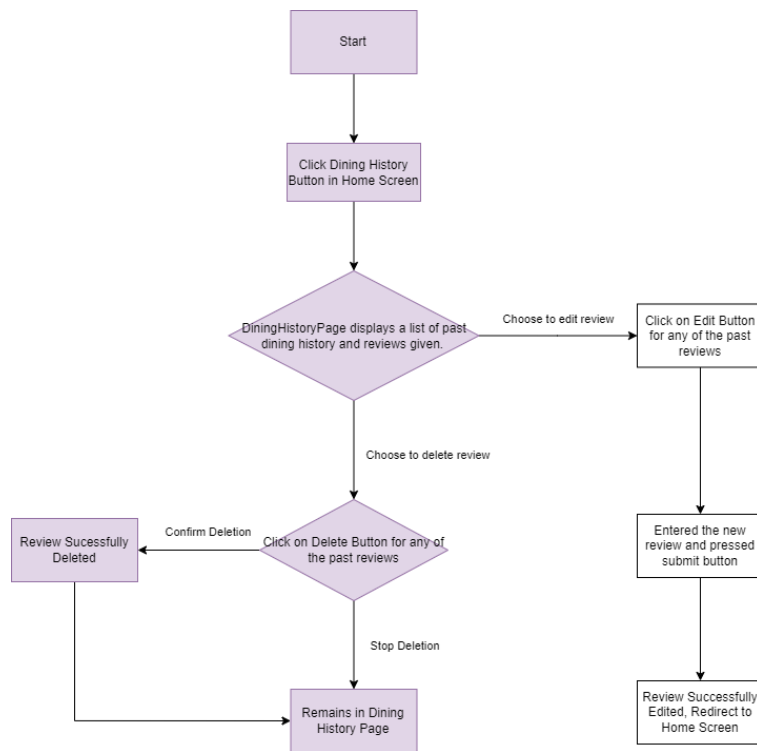 Start
Click Dining History
Button in Home Screen
DiningHistoryPage displays a list of past
dining history and reviews given.
Choose to edit review
Click on Edit Button
for any of the past
reviews
Choose to delete review
Confirm Deletion
Review Sucessfully
Deleted
Click on Delete Button for any of
the past reviews
Entered the new
review and pressed
submit button
Stop Deletion
Remains in Dining
History Page
Review Successfully
Edited, Redirect to
Home Screen